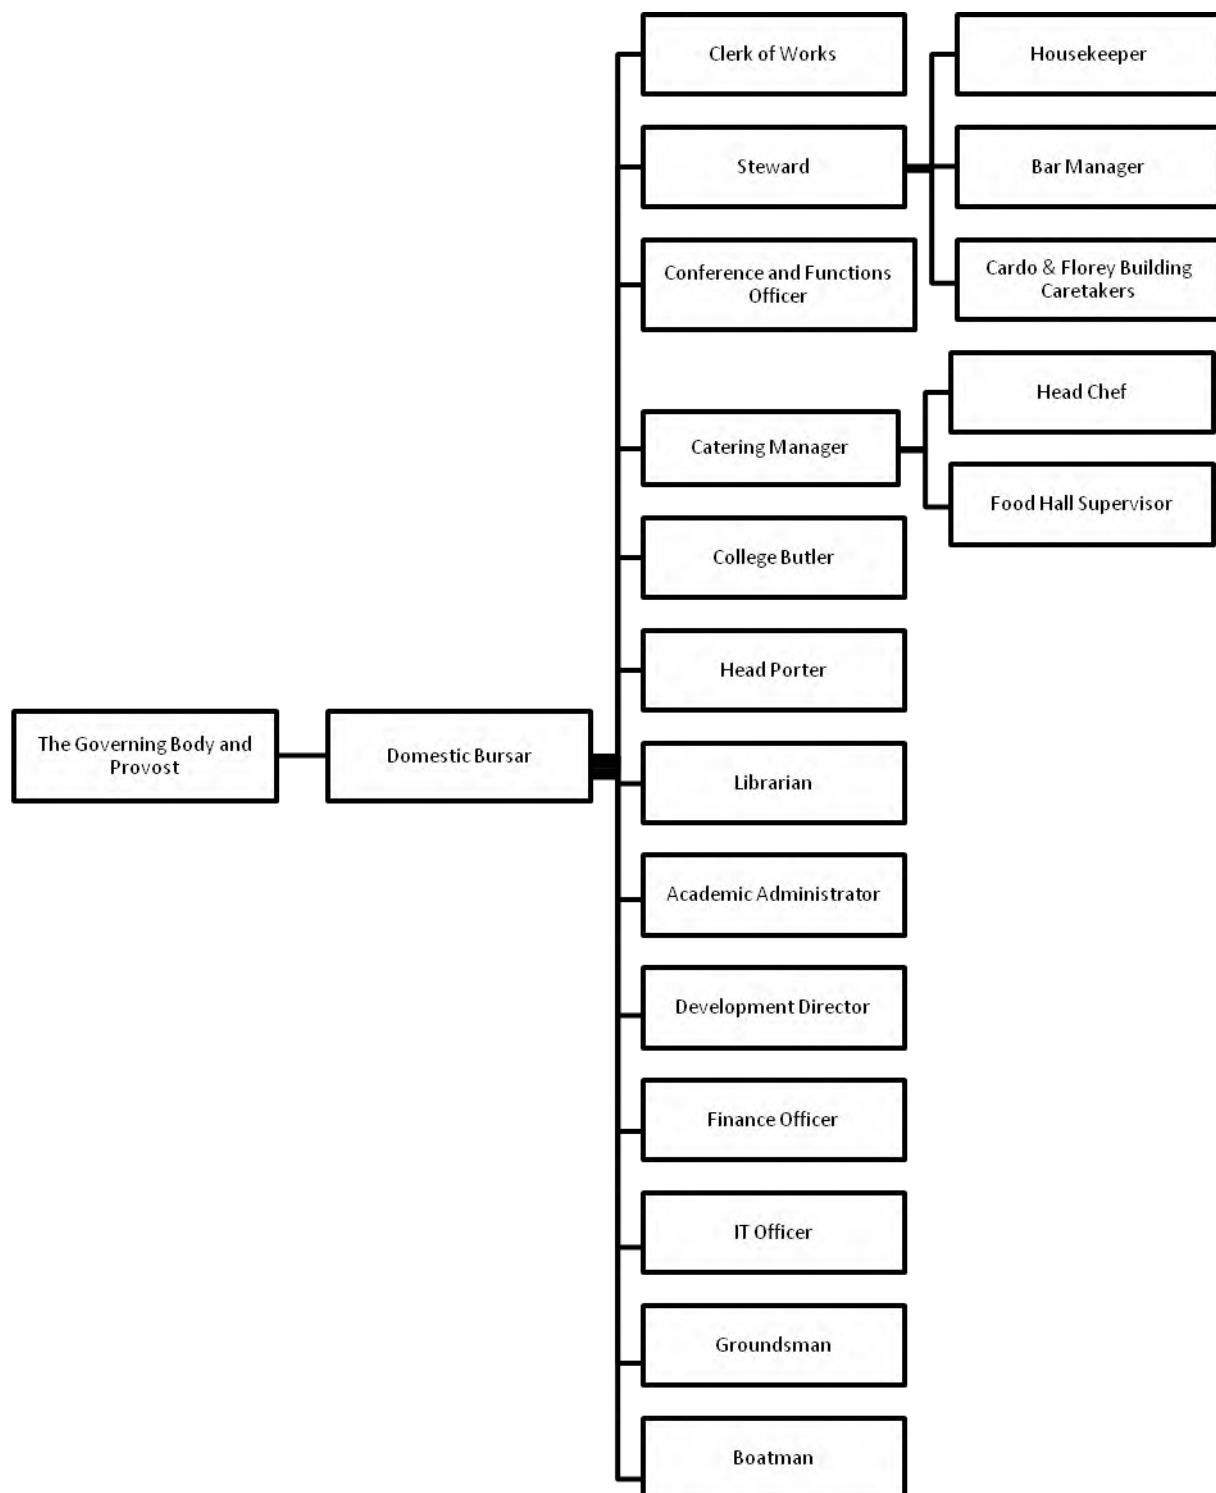 Clerk of Works
Housekeeper
Steward
Bar Manager
Conference and Functions
Officer
Cardo & Florey Building
Caretakers
Head Chef
Catering Manager
Food Hall Supervisor
College Butler
Head Porter
The Governing Body and
Provost
Domestic Bursar
Librarian
Academic Administrator
Development Director
Finance Officer
IT Officer
Groundsman
Boatman